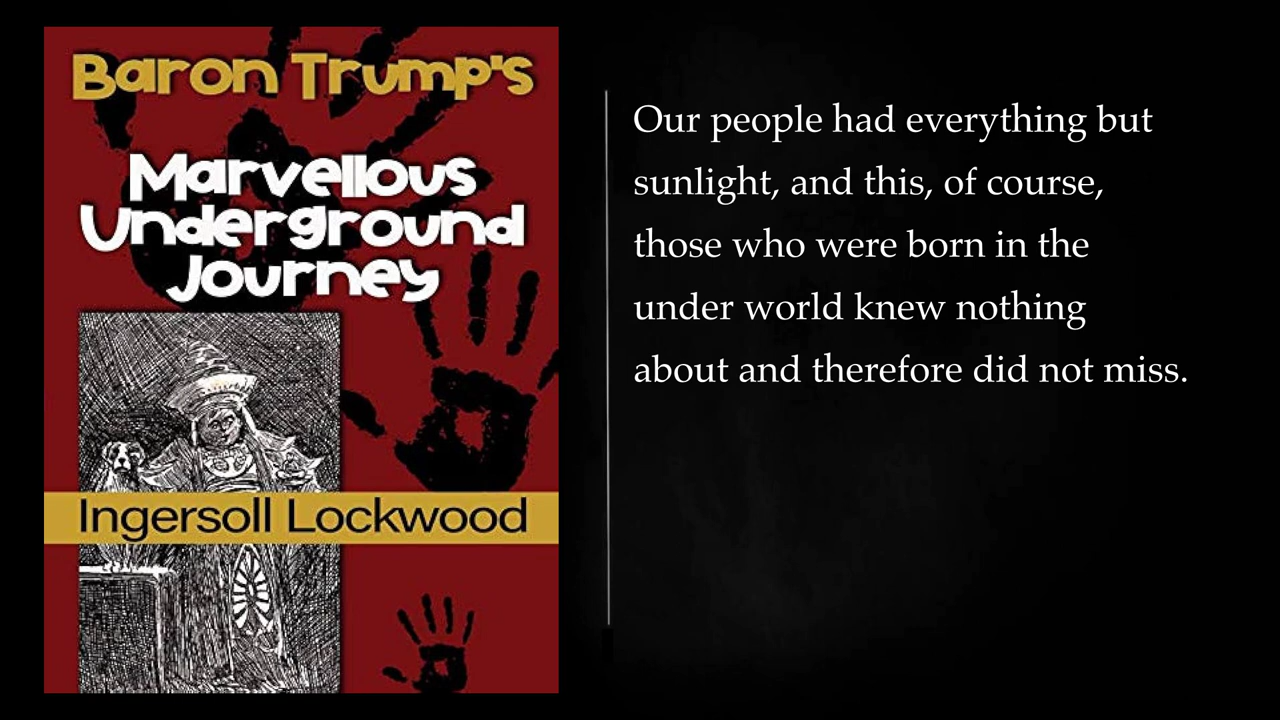 Baron Trump's
Marvellous
Underground
Journey
Ingersoll Lockwood
Our people had everything but
sunlight, and this, of course,
those who were born in the
under world knew nothing
about and therefore did not miss.